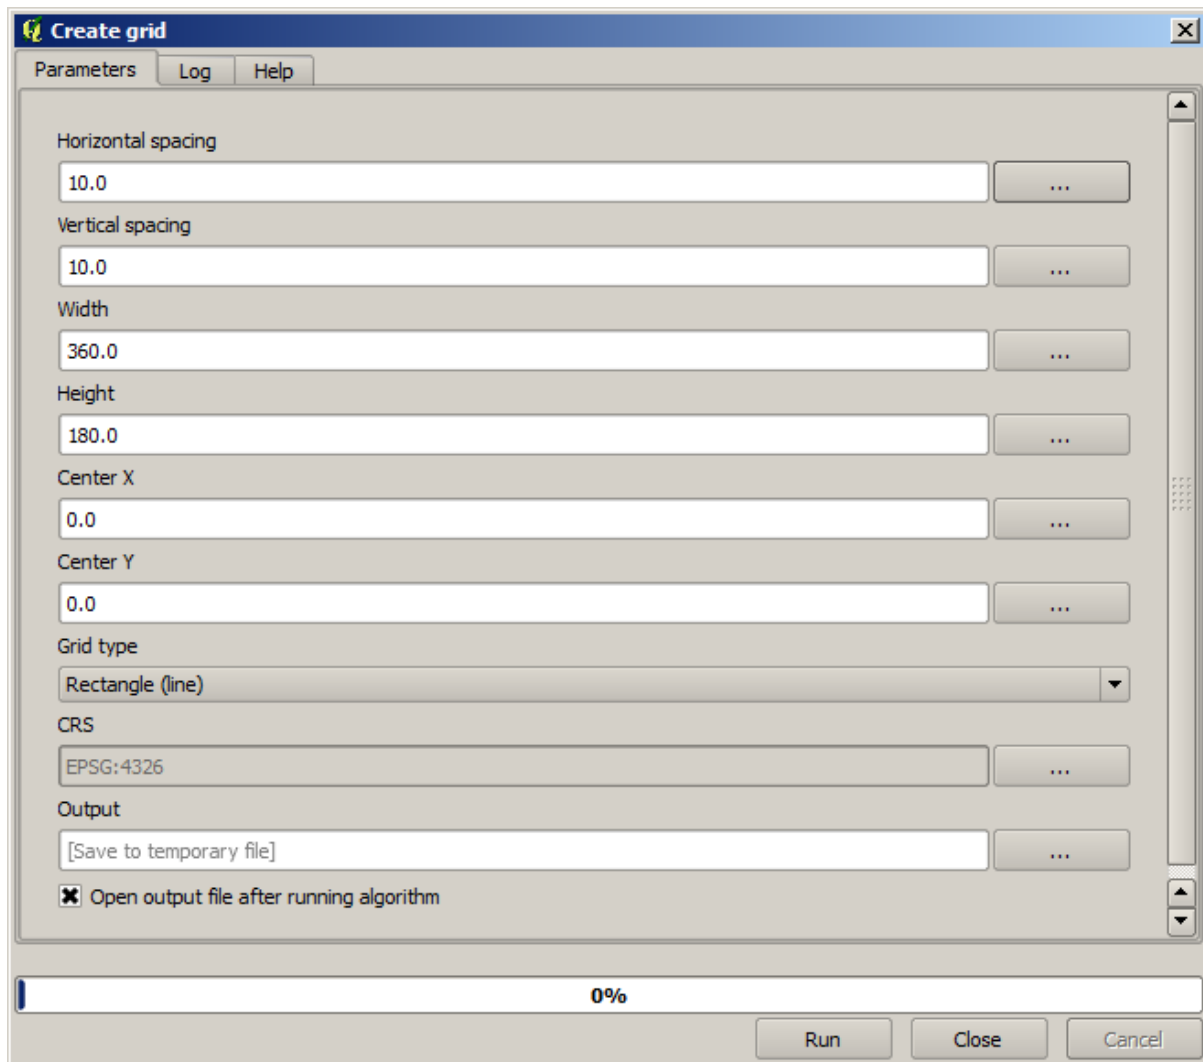 Create grid
Parameters Log Help
Horizontal spacing
10.0 ...
Vertical spacing
10.0 ...
Width
360.0 ...
Height
180.0 ...
Center X
0.0 ...
Center Y
0.0 ...
Grid type
Rectangle (line)
CRS
EPSG:4326 ...
Output
[Save to temporary file] ...
Open output file after running algorithm
0%
Run Close Cancel